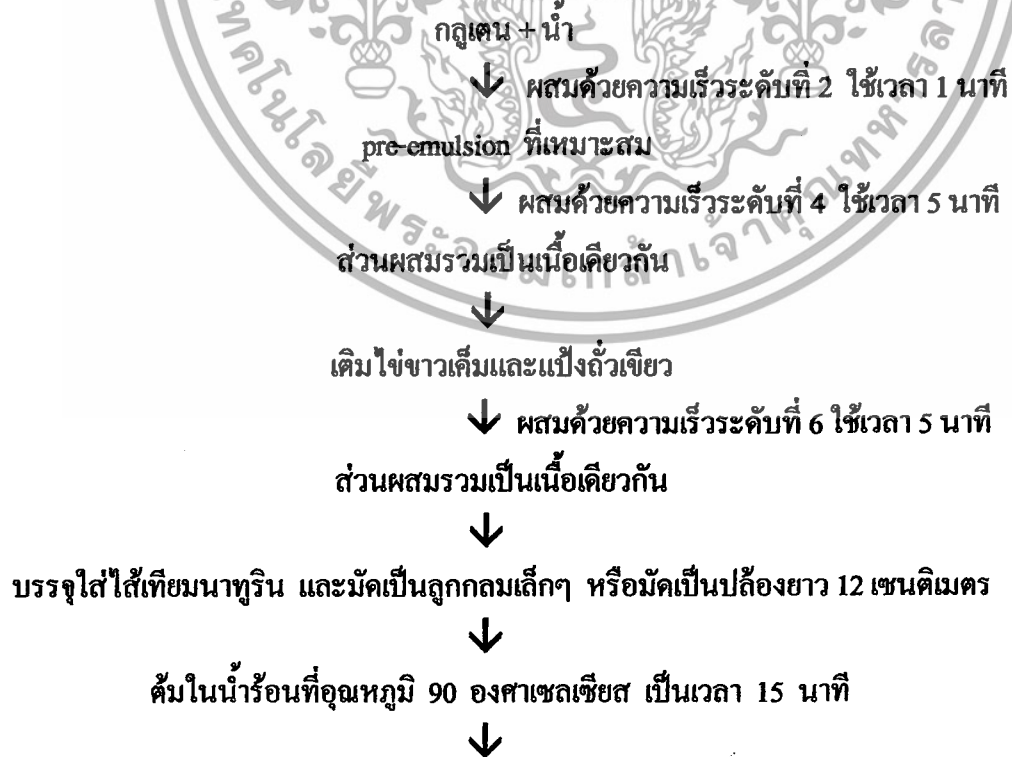 กลูเตน + น้ำ
ผสมด้วยความเร็วระดับที่ 2 ใช้เวลา 1 นาที
pre-emulsion ที่เหมาะสม
ผสมด้วยความเร็วระดับที่ 4 ใช้เวลา 5 นาที
ส่วนผสมรวมเป็นเนื้อเดียวกัน
เติมไข่ขาวเค็มและแป้งถั่วเขียว
ผสมด้วยความเร็วระดับที่ 6 ใช้เวลา 5 นาที
ส่วนผสมรวมเป็นเนื้อเดียวกัน
บรรจุใส่ไส้เทียมนาทูริน และมัดเป็นลูกกลมเล็กๆ หรือมัดเป็นปล้องยาว 12 เซนติเมตร
ต้มในน้ำร้อนที่อุณหภูมิ 90 องศาเซลเซียส เป็นเวลา 15 นาที